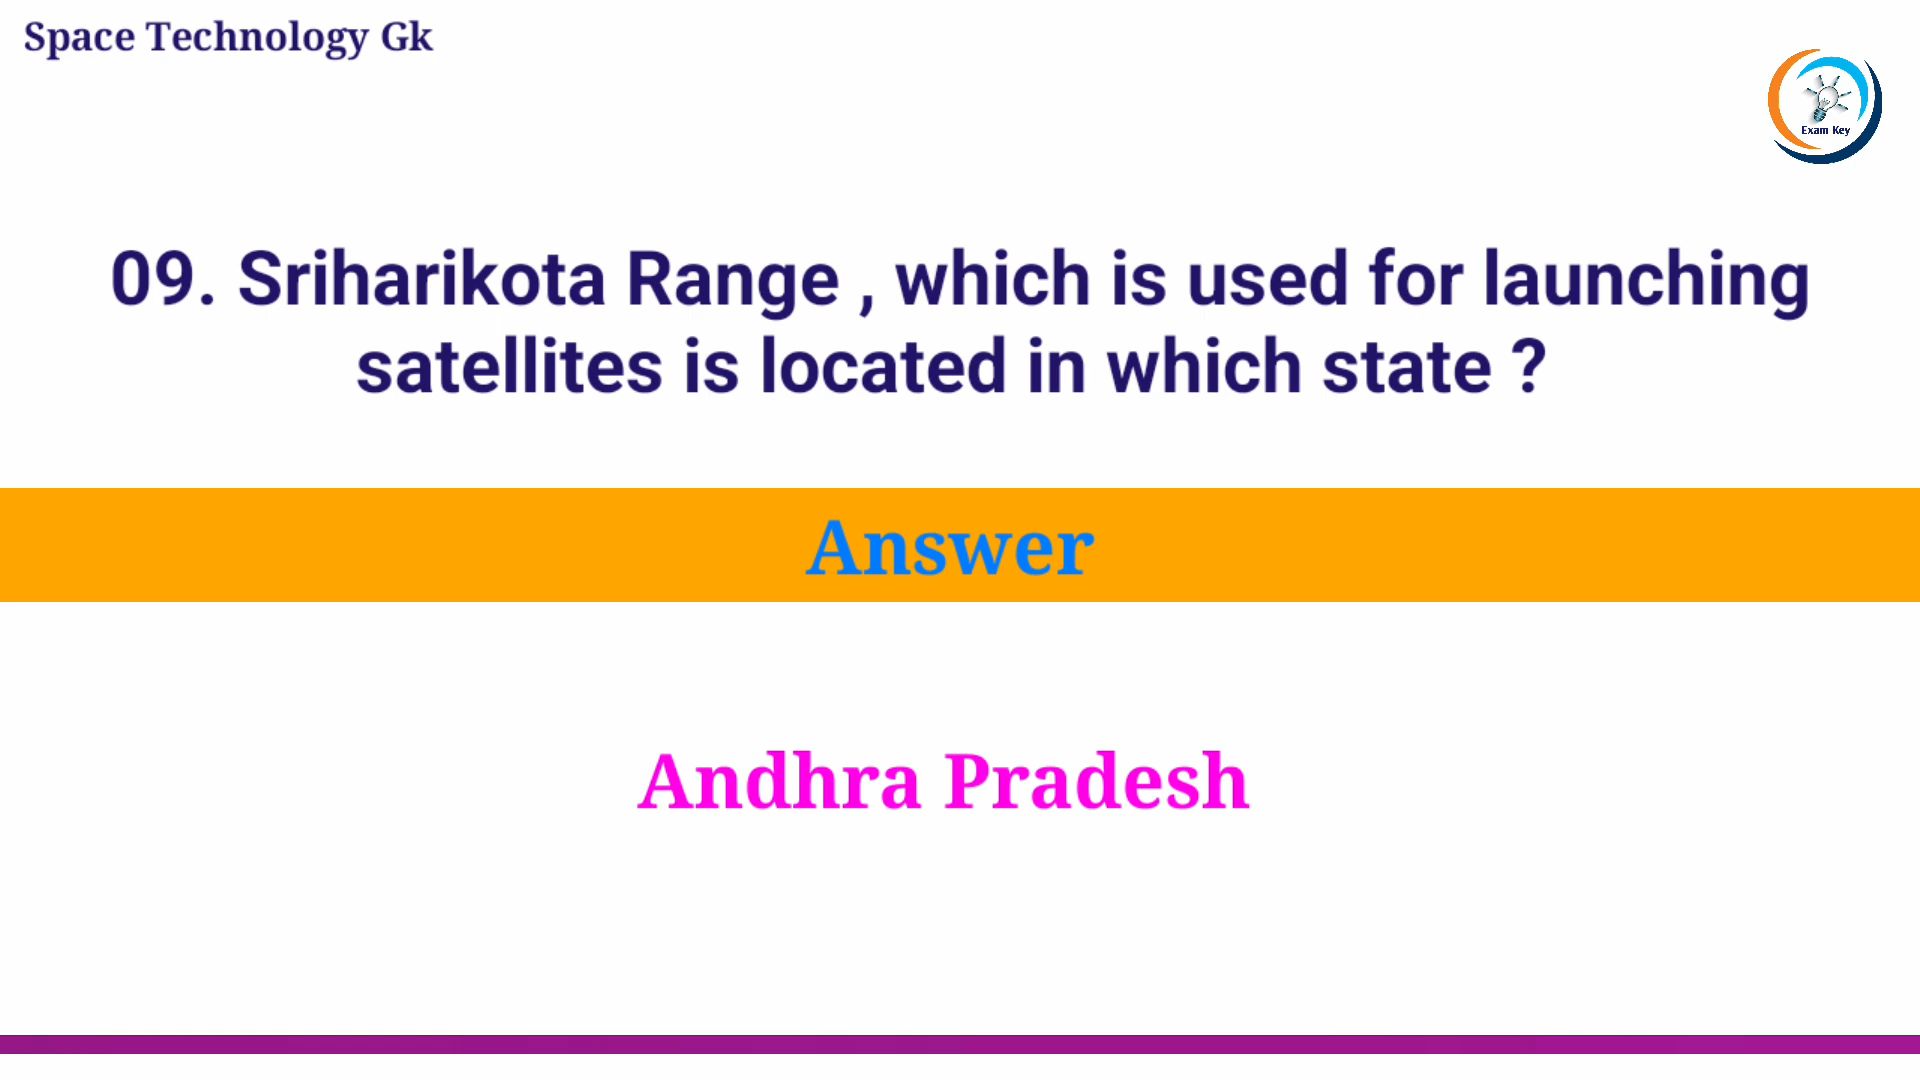 Space Technology Gk
Exam Key
09. Sriharikota Range , which is used for launching
satellites is located in which state ?
Answer
Andhra Pradesh